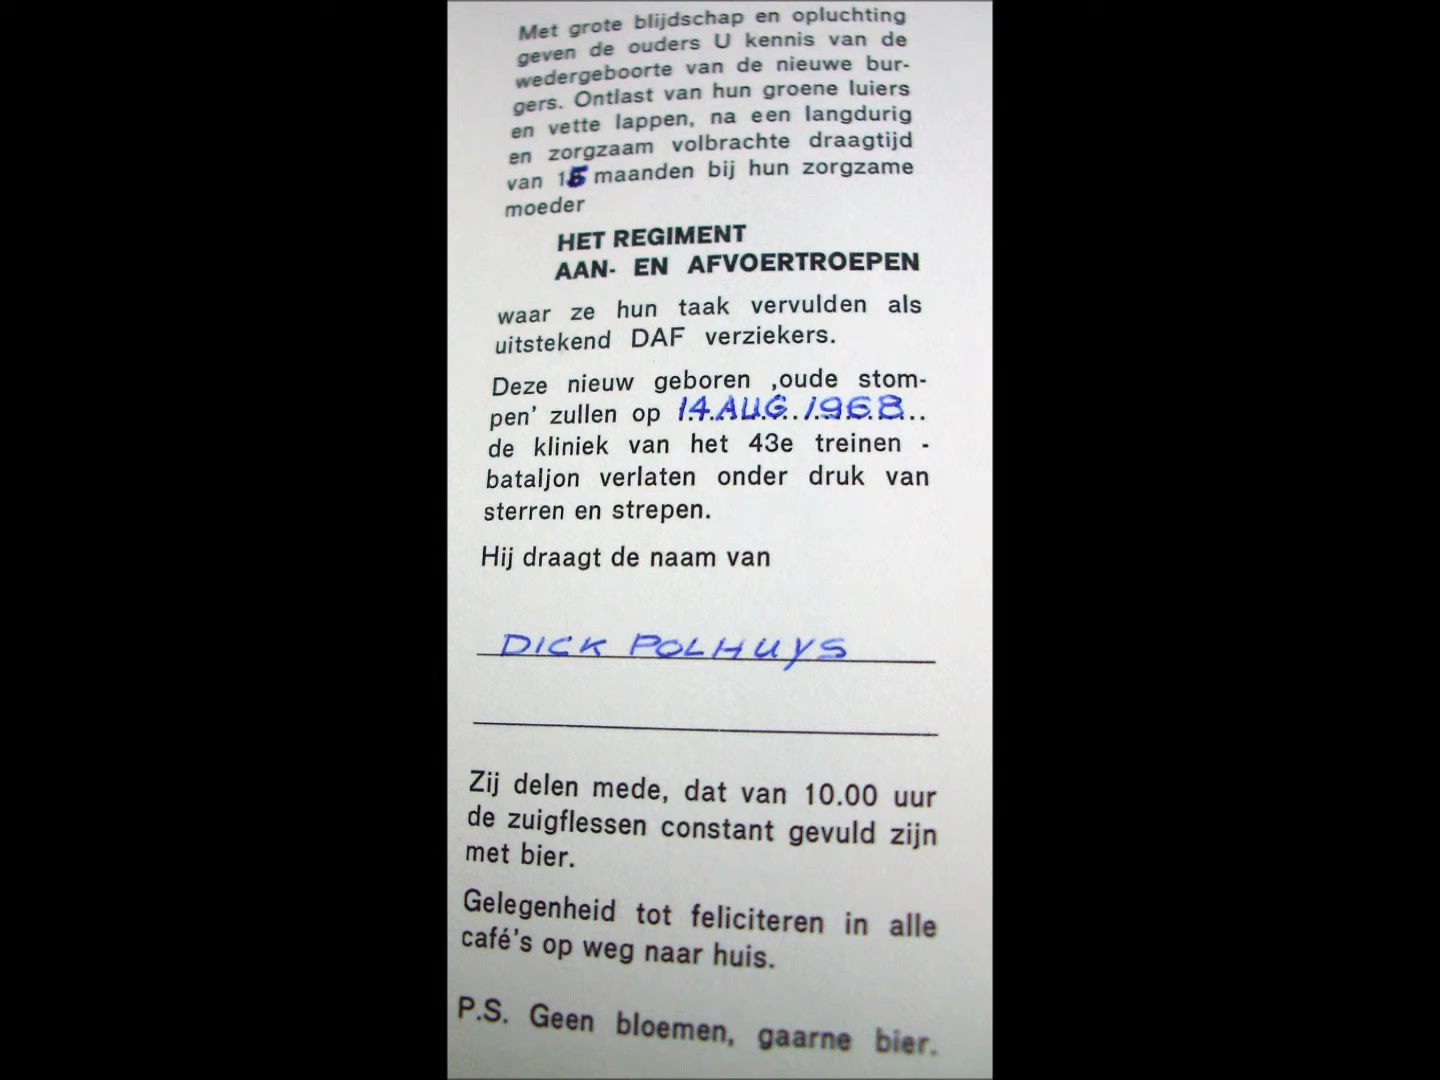 Met grote blijdschap en opluchting
geven de ouders U kennis van de
wedergeboorte van de nieuwe bur-
gers. Ontlast van hun groene luiers
en vette lappen, na een langdurig
en zorgzaam volbrachte draagtijd
van 16 maanden bij hun zorgzame
moeder
HET REGIMENT
AAN- EN AFVOERTROEPEN
waar ze hun taak vervulden als
uitstekend DAF verziekers.
Deze nieuw geboren ,oude stom-
pen' zullen op 14 AUG 1968
de kliniek van het 43e treinen -
bataljon verlaten onder druk van
sterren en strepen.
Hij draagt de naam van
DICK POLHUYS
Zij delen mede, dat van 10.00 uur
de zuigflessen constant gevuld zijn
met bier.
Gelegenheid tot feliciteren in alle
café's op weg naar huis.
P.S. Geen bloemen, gaarne bier.